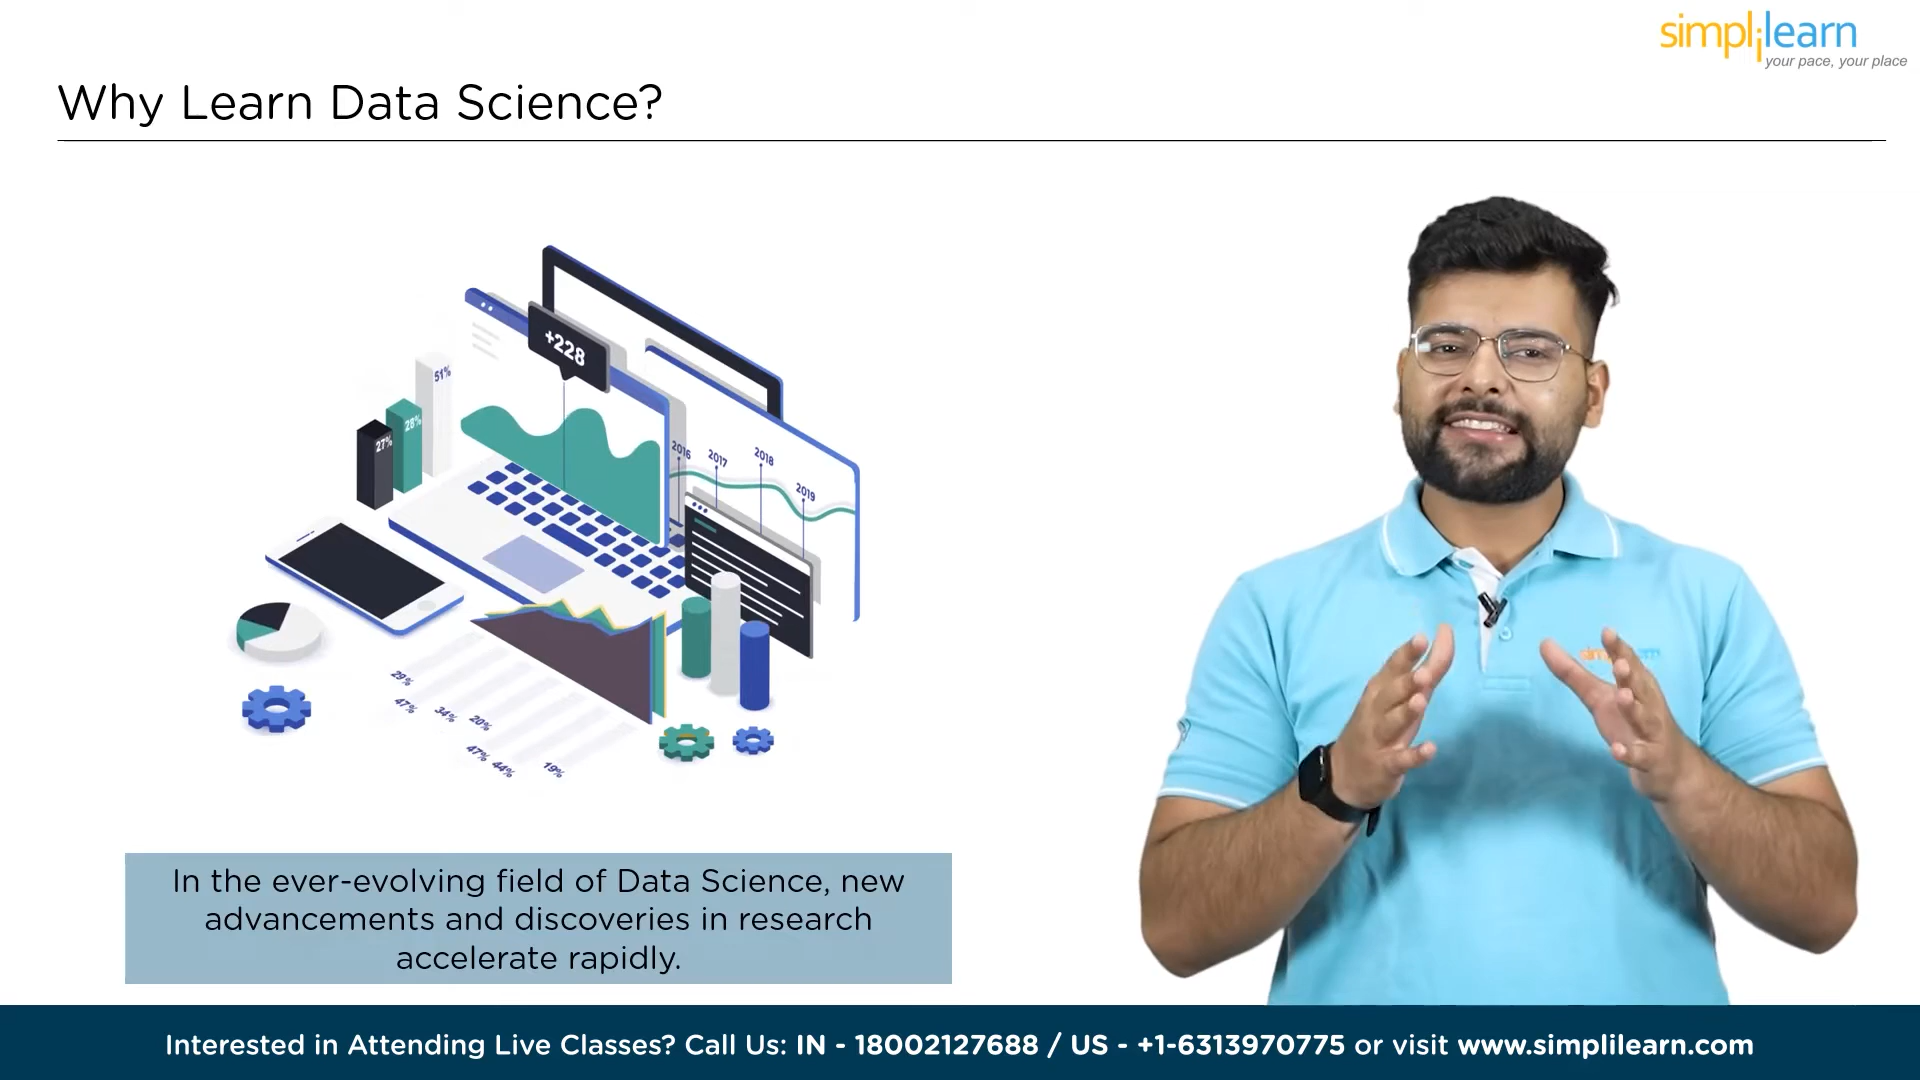 simplilearn
your pace, your place
Why Learn Data Science?
+228
51%
28%
27%
2016
2017
2018
2019
29%
47%
34%
20%
47%
44%
19%
In the ever-evolving field of Data Science, new
advancements and discoveries in research
accelerate rapidly.
Interested in Attending Live Classes? Call Us: IN - 18002127688 / US - +1-6313970775 or visit www.simplilearn.com